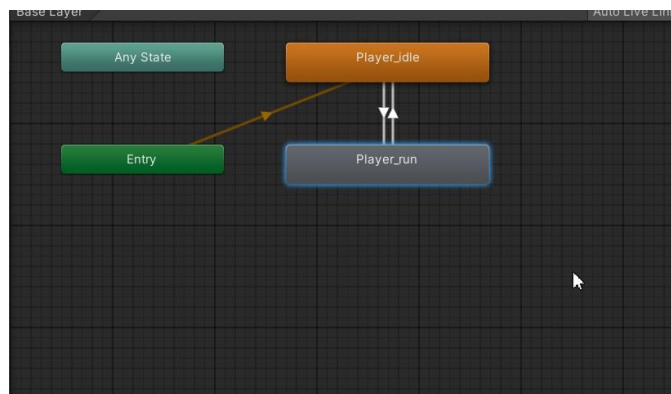 Base Layer
Auto Live Lin
Any State
Player_idle
Entry
Player_run